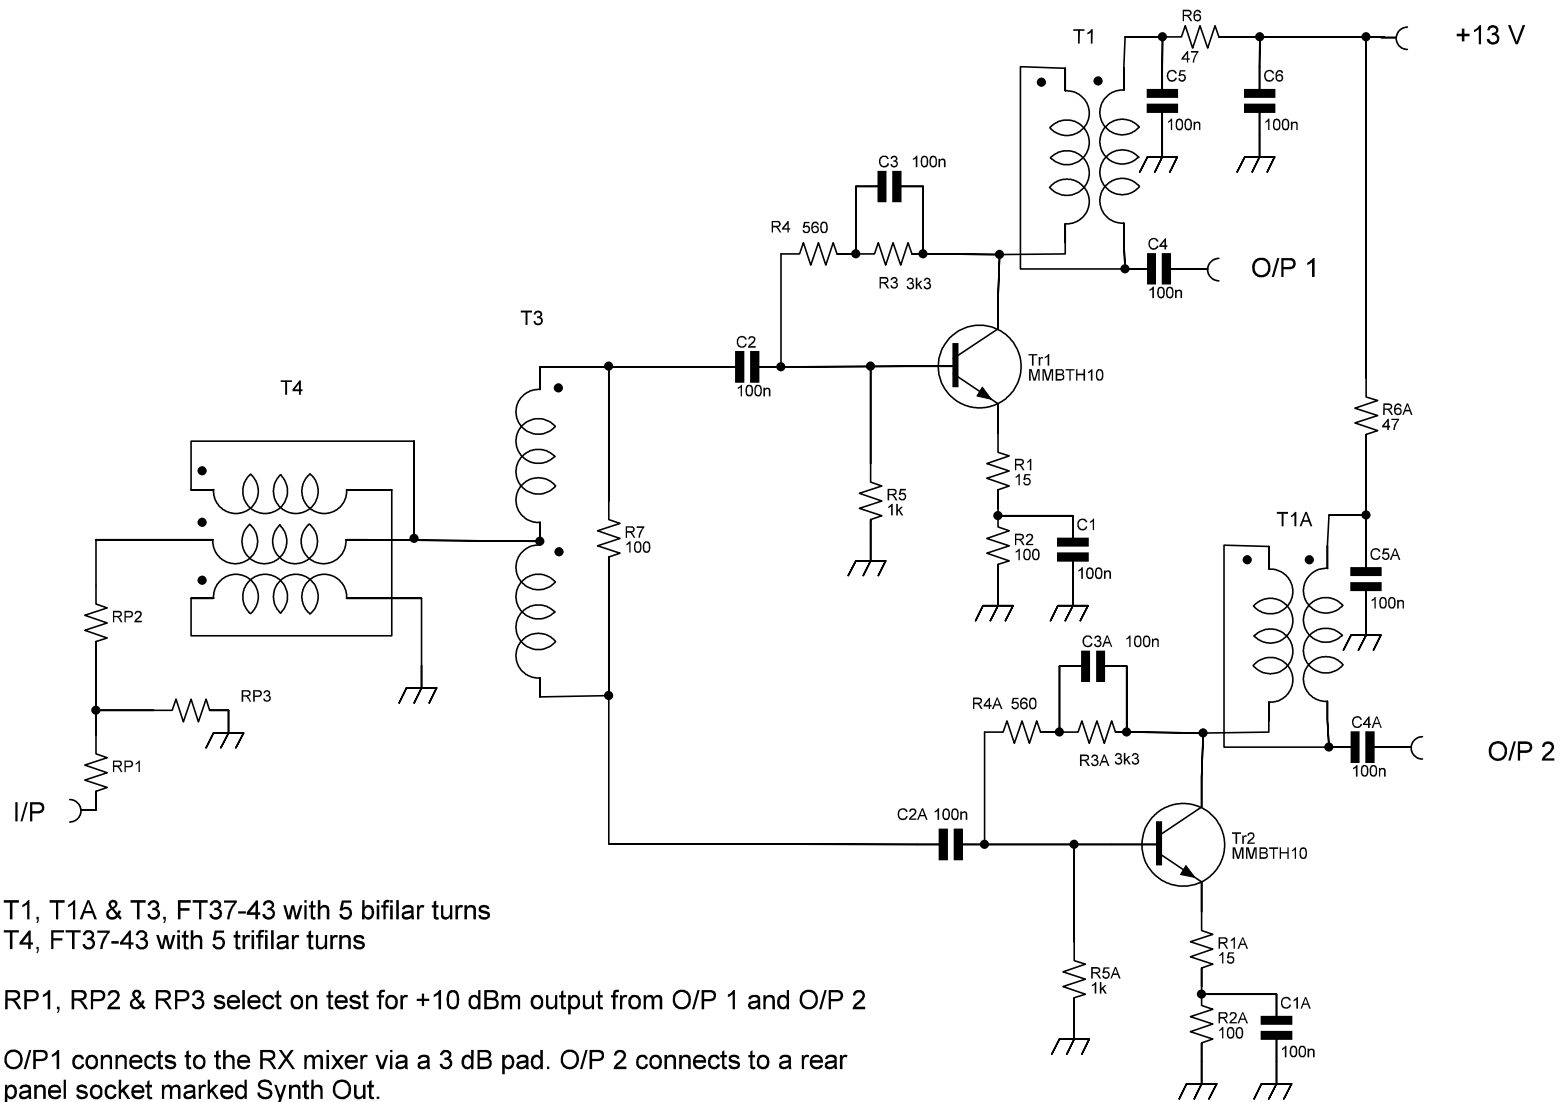 R6
47
+13 V
T1
C5
100n
C6
100n
C3 100n
R4 560
R3 3k3
C4
100n
O/P 1
T3
C2
100n
Tr1
MMBTH10
T4
R6A
47
R1
15
R5
1k
R7
100
R2
100
C1
100n
T1A
C5A
100n
RP2
C3A 100n
RP3
R4A 560
R3A 3k3
C4A
100n
O/P 2
RP1
I/P
C2A 100n
Tr2
MMBTH10
T1, T1A & T3, FT37-43 with 5 bifilar turns
T4, FT37-43 with 5 trifilar turns
R1A
15
R5A
1k
RP1, RP2 & RP3 select on test for +10 dBm output from O/P 1 and O/P 2
R2A
100
C1A
100n
O/P1 connects to the RX mixer via a 3 dB pad. O/P 2 connects to a rear
panel socket marked Synth Out.